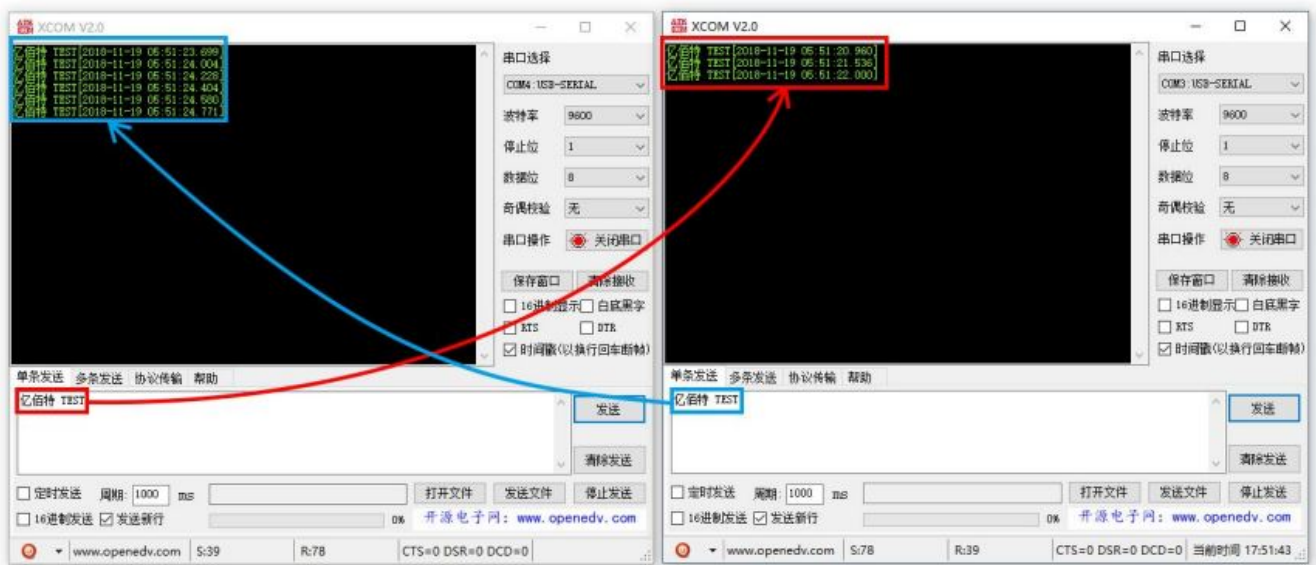 XCOM V2.0
亿佰特 TEST[2018-11-19 05:51:23.699]
亿佰特 TEST[2018-11-19 05:51:24.004]
亿佰特 TEST[2018-11-19 05:51:24.228]
亿佰特 TEST[2018-11-19 05:51:24.404]
亿佰特 TEST[2018-11-19 05:51:24.580]
亿佰特 TEST[2018-11-19 05:51:24.771]
串口选择
COM4:USB-SERIAL
波特率 9600
停止位 1
数据位 8
奇偶校验 无
串口操作 关闭串口
保存窗口 清除接收
16进制显示 白底黑字
RTS DTR
时间戳(以换行回车断帧)
单条发送 多条发送 协议传输 帮助
亿佰特 TEST
发送
清除发送
定时发送 周期: 1000 ms 打开文件 发送文件 停止发送
16进制发送 发送新行 0% 开源电子网: www.openedv.com
www.openedv.com S:39 R:78 CTS=0 DSR=0 DCD=0
XCOM V2.0
亿佰特 TEST[2018-11-19 05:51:20.960]
亿佰特 TEST[2018-11-19 05:51:21.536]
亿佰特 TEST[2018-11-19 05:51:22.000]
串口选择
COM3:USB-SERIAL
波特率 9600
停止位 1
数据位 8
奇偶校验 无
串口操作 关闭串口
保存窗口 清除接收
16进制显示 白底黑字
RTS DTR
时间戳(以换行回车断帧)
单条发送 多条发送 协议传输 帮助
亿佰特 TEST
发送
清除发送
定时发送 周期: 1000 ms 打开文件 发送文件 停止发送
16进制发送 发送新行 0% 开源电子网: www.openedv.com
www.openedv.com S:78 R:39 CTS=0 DSR=0 DCD=0 当前时间 17:51:43